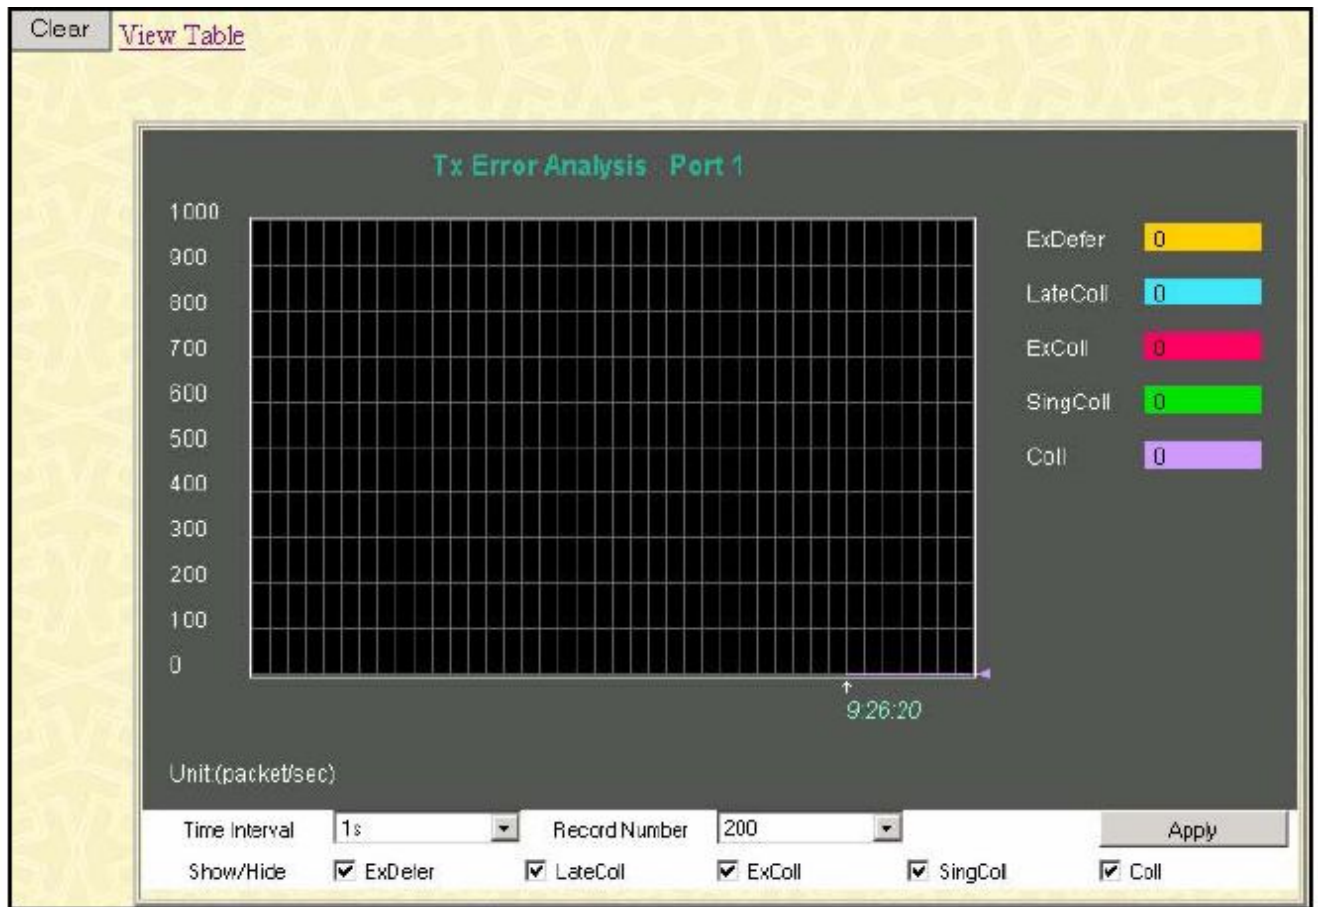 Clear View Table
Tx Error Analysis Port 1
1000
900
800
700
600
500
400
300
200
100
0
ExDefer 0
LateColl 0
ExColl 0
SingColl 0
Coll 0
9:26:20
Unit:(packet/sec)
Time Interval 1s Record Number 200 Apply
Show/Hide ExDefer LateColl ExColl SingCol Coll